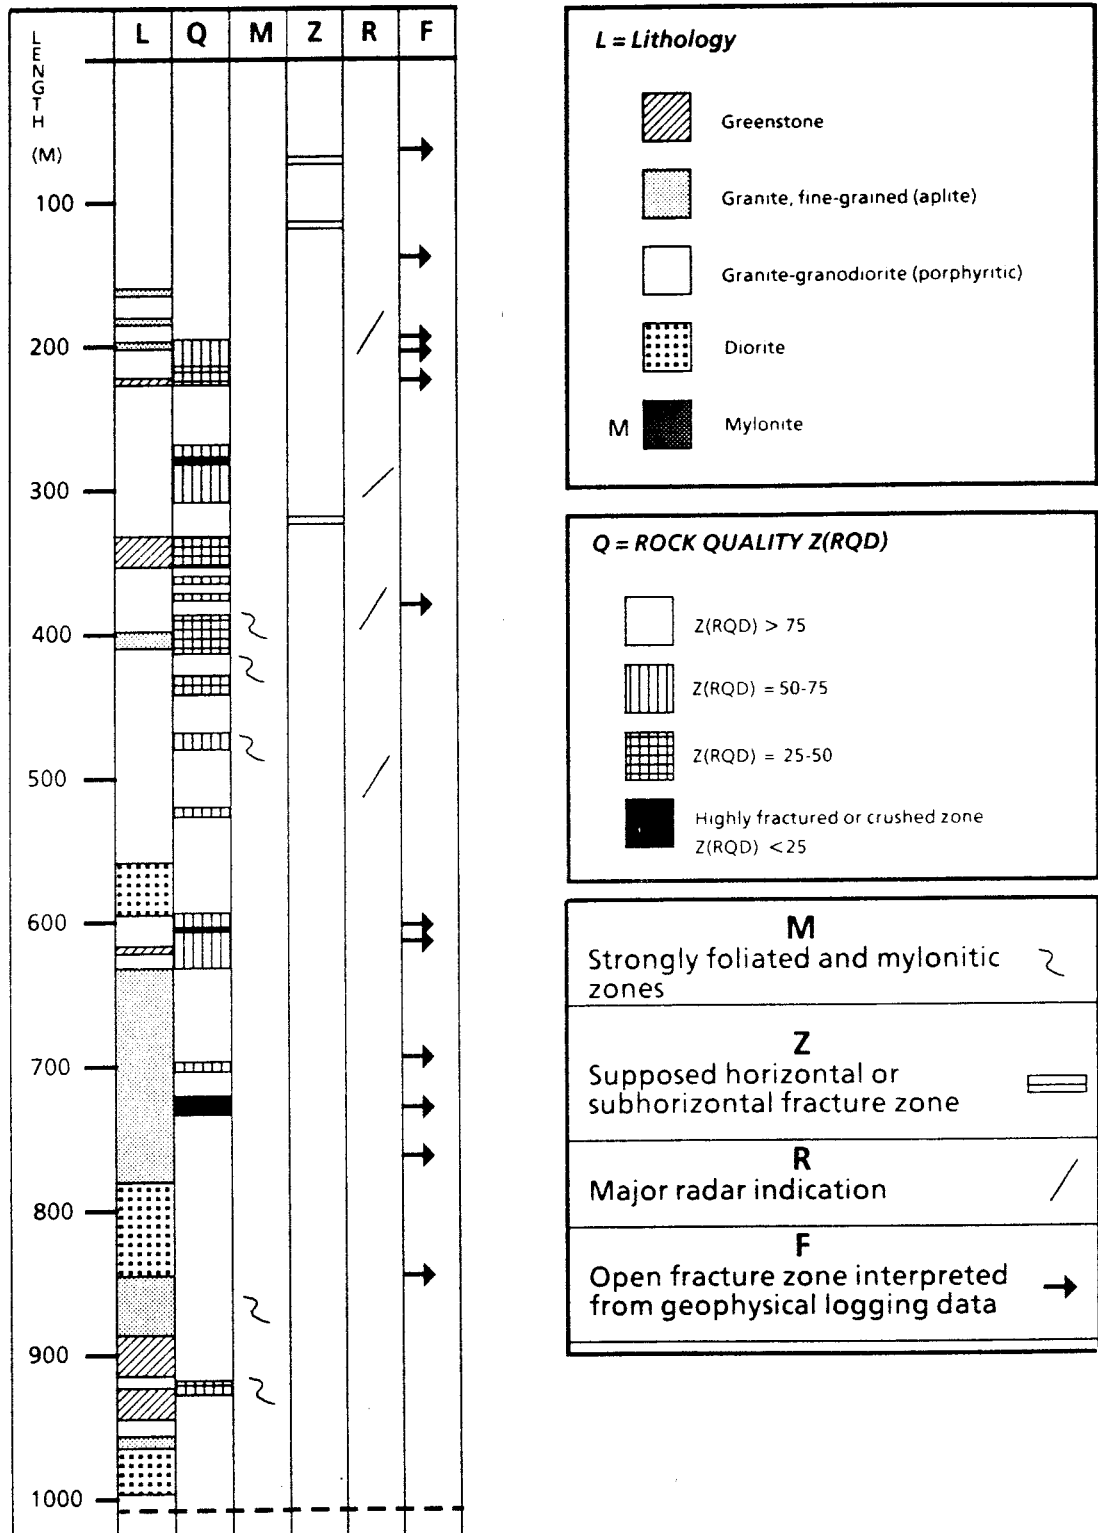 L Q M Z R F
LENGTH
(M)
100
200
300
400
500
600
700
800
900
1000
L = Lithology
Greenstone
Granite, fine-grained (aplite)
Granite-granodiorite (porphyritic)
Diorite
M Mylonite
Q = ROCK QUALITY Z(RQD)
Z(RQD) > 75
Z(RQD) = 50-75
Z(RQD) = 25-50
Highly fractured or crushed zone
Z(RQD) <25
M
Strongly foliated and mylonitic
zones
Z
Supposed horizontal or
subhorizontal fracture zone
R
Major radar indication
F
Open fracture zone interpreted
from geophysical logging data